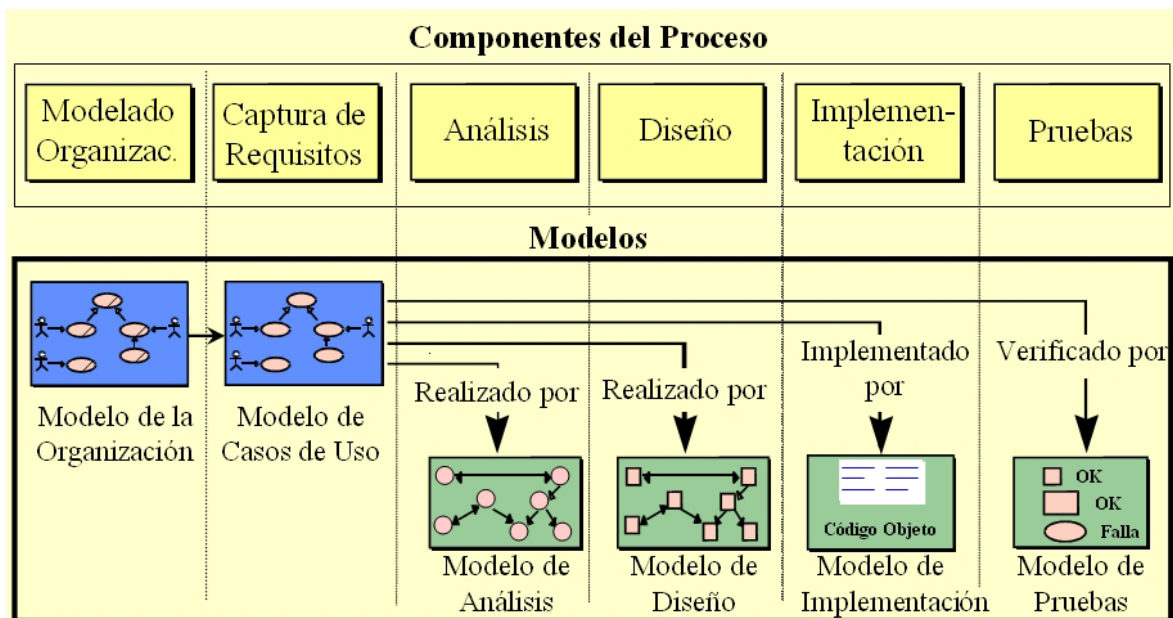 Componentes del Proceso
Modelado
Organizac.
Captura de
Requisitos
Análisis
Diseño
Implemen-
tación
Pruebas
Modelos
Modelo de la
Organización
Modelo de
Casos de Uso
Realizado por
Realizado por
Implementado
por
Verificado por
Código Objeto
OK
OK
Falla
Modelo de
Análisis
Modelo de
Diseño
Modelo de
Implementación
Modelo de
Pruebas